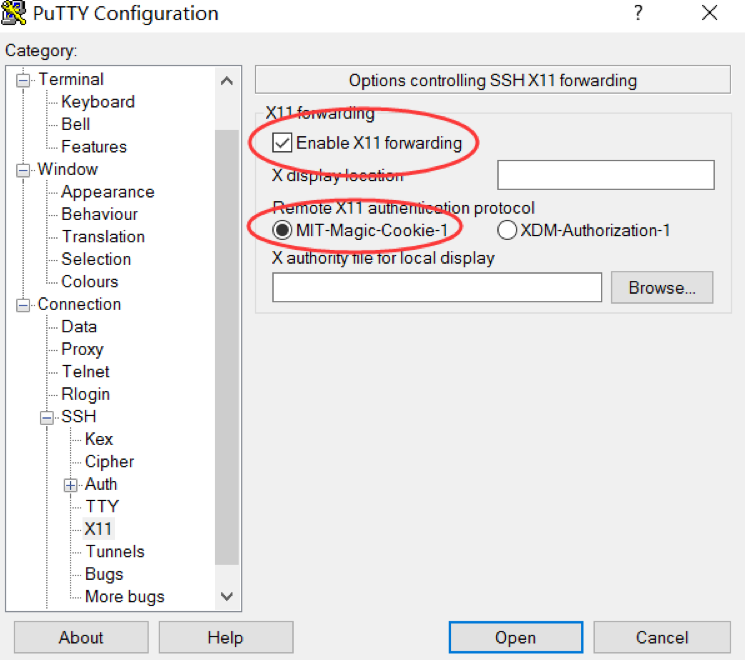 PuTTY Configuration
?
Category:
Terminal
Keyboard
Bell
Features
Window
Appearance
Behaviour
Translation
Selection
Colours
Connection
Data
Proxy
Telnet
Rlogin
SSH
Kex
Cipher
Auth
TTY
X11
Tunnels
Bugs
More bugs
Options controlling SSH X11 forwarding
X11 forwarding
Enable X11 forwarding
X display location
Remote X11 authentication protocol
MIT-Magic-Cookie-1 XDM-Authorization-1
X authority file for local display
Browse...
About Help Open Cancel